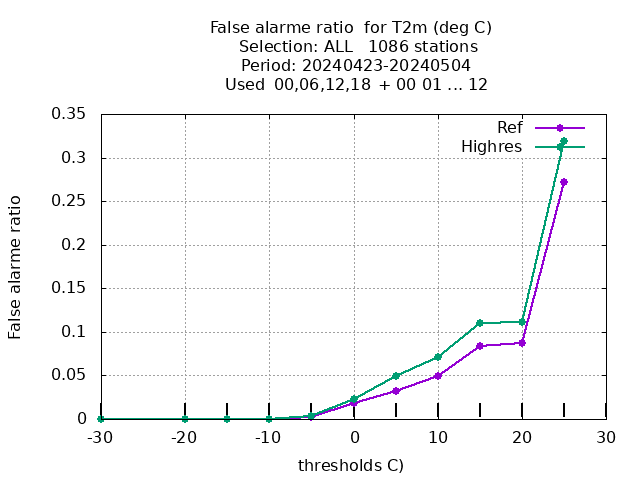 False alarme ratio  for T2m (deg C)
Selection: ALL   1086 stations
Period: 20240423-20240504
Used  00,06,12,18  + 00 01 ... 12
Ref
Highres
False alarme ratio
0.35
0.3
0.25
0.2
0.15
0.1
0.05
0
-30 -20 -10 0 10 20 30
thresholds C)